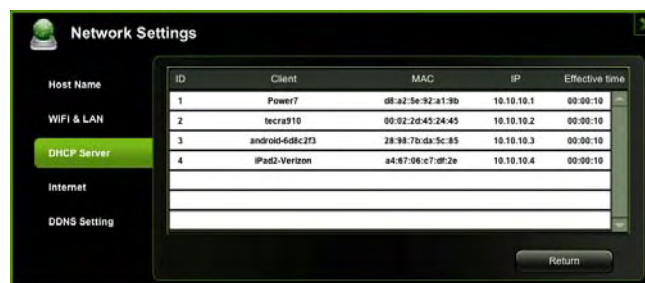 Network Settings
Host Name
WiFi & LAN
DHCP Server
Internet
DDNS Setting
ID Client MAC IP Effective time
1 Power7 d8:a2:5e:92:a1:9b 10.10.10.1 00:00:10
2 tecra910 00:02:2d:45:24:45 10.10.10.2 00:00:10
3 android-6d8c2f3 28:98:7b:da:5c:85 10.10.10.3 00:00:10
4 iPad2-Verizon a4:67:06:c7:df:2e 10.10.10.4 00:00:10
Return